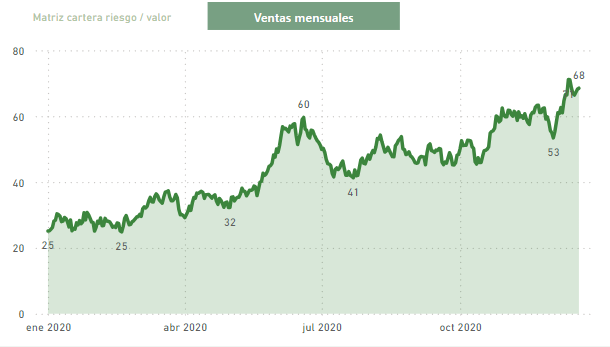 Matriz cartera riesgo / valor
Ventas mensuales
80
60
40
20
0
25
25
32
60
41
53
68
ene 2020
abr 2020
jul 2020
oct 2020